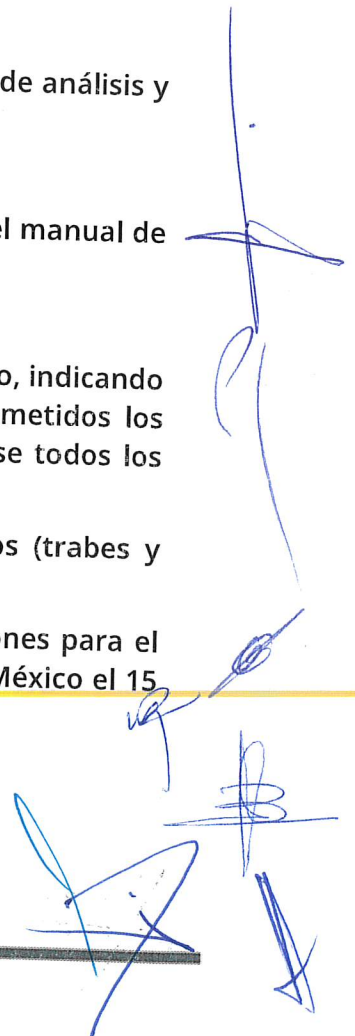 de análisis y
el manual de
o, indicando
metidos los
se todos los
os (trabes y
ones para el
México el 15